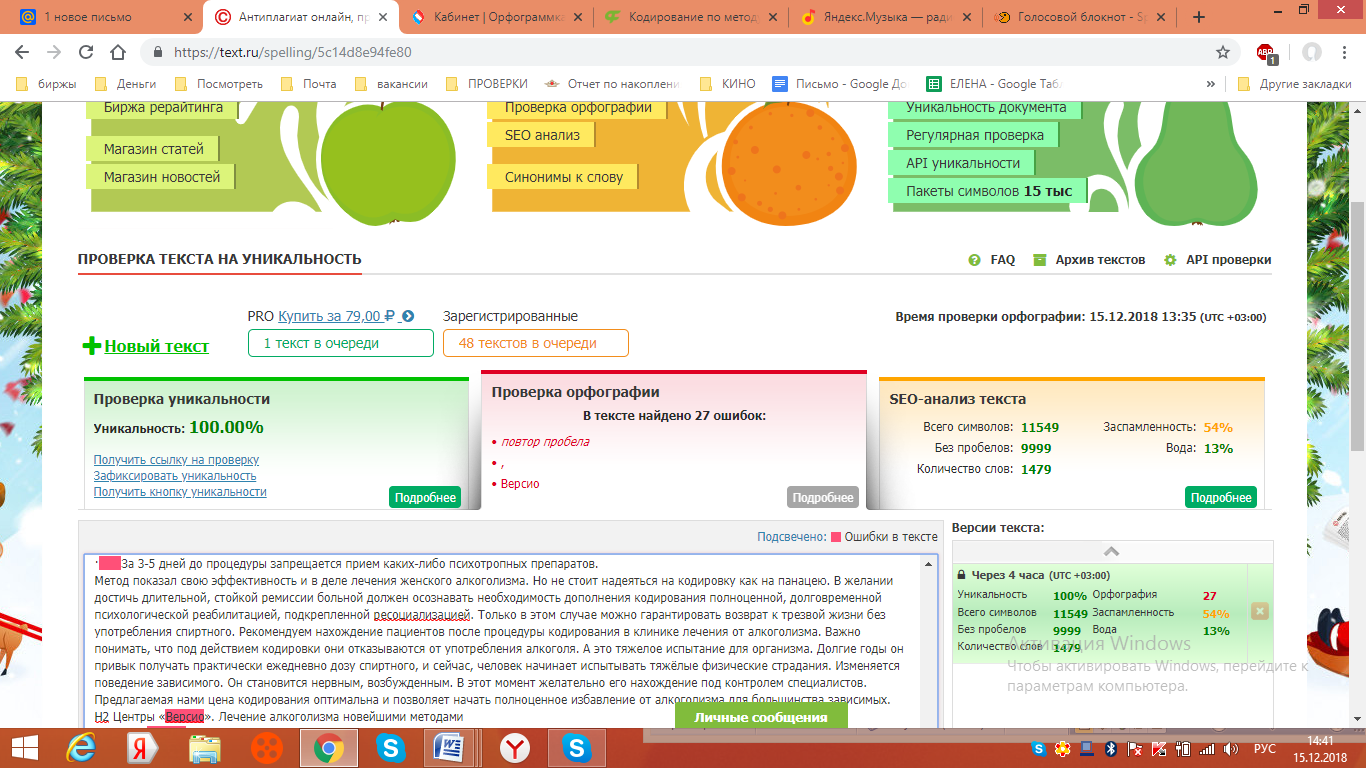 1 новое письмо
Антиплагиат онлайн, пр
Кабинет | Орфограммка
Кодирование по методу
Яндекс.Музыка — ради
Голосовой блокнот - Sp
https://text.ru/spelling/5c14d8e94fe80
ABP
1
биржы Деньги Посмотреть Почта вакансии ПРОВЕРКИ Отчет по накоплени КИНО Письмо - Google До ЕЛЕНА - Google Табл » Другие закладки
Биржа рерайтинга
Магазин статей
Магазин новостей
Проверка орфографии
SEO анализ
Синонимы к слову
Уникальность документа
Регулярная проверка
API уникальности
Пакеты символов 15 тыс
ПРОВЕРКА ТЕКСТА НА УНИКАЛЬНОСТЬ
FAQ Архив текстов API проверки
PRO Купить за 79,00 ₽
Зарегистрированные
Время проверки орфографии: 15.12.2018 13:35 (UTC +03:00)
Новый текст
1 текст в очереди
48 текстов в очереди
Проверка уникальности
Уникальность: 100.00%
Получить ссылку на проверку
Зафиксировать уникальность
Получить кнопку уникальности
Подробнее
Проверка орфографии
В тексте найдено 27 ошибок:
• повтор пробела
• ,
• Версио
Подробнее
SEO-анализ текста
Всего символов: 11549 Заспамленность: 54%
Без пробелов: 9999 Вода: 13%
Количество слов: 1479
Подробнее
Подсвечено: Ошибки в тексте
За 3-5 дней до процедуры запрещается прием каких-либо психотропных препаратов.
Метод показал свою эффективность и в деле лечения женского алкоголизма. Но не стоит надеяться на кодировку как на панацею. В желании
достичь длительной, стойкой ремиссии больной должен осознавать необходимость дополнения кодирования полноценной, долговременной
психологической реабилитацией, подкрепленной ресоциализацией. Только в этом случае можно гарантировать возврат к трезвой жизни без
употребления спиртного. Рекомендуем нахождение пациентов после процедуры кодирования в клинике лечения от алкоголизма. Важно
понимать, что под действием кодировки они отказываются от употребления алкоголя. А это тяжелое испытание для организма. Долгие годы он
привык получать практически ежедневно дозу спиртного, и сейчас, человек начинает испытывать тяжёлые физические страдания. Изменяется
поведение зависимого. Он становится нервным, возбужденным. В этот момент желательно его нахождение под контролем специалистов.
Предлагаемая нами цена кодирования оптимальна и позволяет начать полноценное избавление от алкоголизма для большинства зависимых.
H2 Центры «Версио». Лечение алкоголизма новейшими методами
Версии текста:
Через 4 часа (UTC +03:00)
Уникальность 100% Орфография 27
Всего символов 11549 Заспамленность 54%
Без пробелов 9999 Вода 13%
Количество слов 1479
Активация Windows
Чтобы активировать Windows, перейдите к
параметрам компьютера.
Личные сообщения
РУС
14:41
15.12.2018